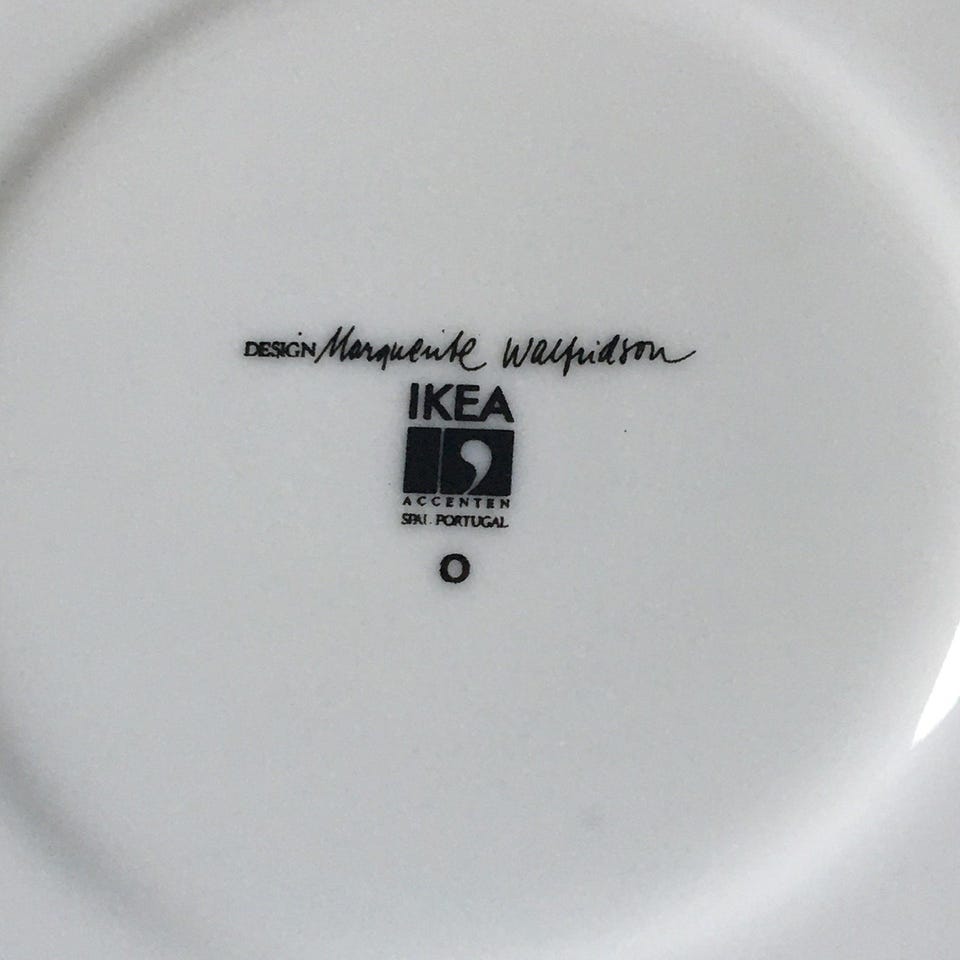 DESIGN Marguerite Walfridson
IKEA
ACCENTEN
SPAL PORTUGAL
O